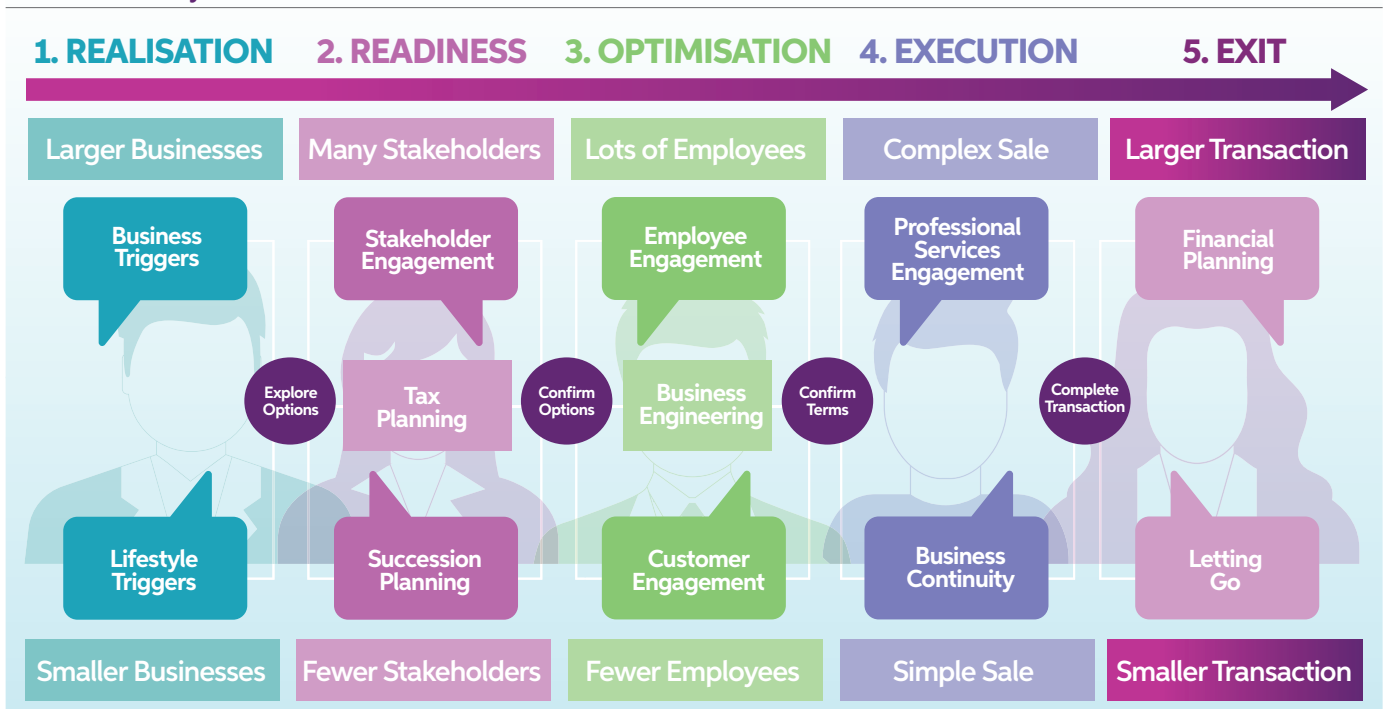 1. REALISATION
2. READINESS
3. OPTIMISATION
4. EXECUTION
5. EXIT
Larger Businesses
Many Stakeholders
Lots of Employees
Complex Sale
Larger Transaction
Business
Triggers
Stakeholder
Engagement
Employee
Engagement
Professional
Services
Engagement
Financial
Planning
Explore
Options
Tax
Planning
Confirm
Options
Business
Engineering
Confirm
Terms
Complete
Transaction
Lifestyle
Triggers
Succession
Planning
Customer
Engagement
Business
Continuity
Letting
Go
Smaller Businesses
Fewer Stakeholders
Fewer Employees
Simple Sale
Smaller Transaction